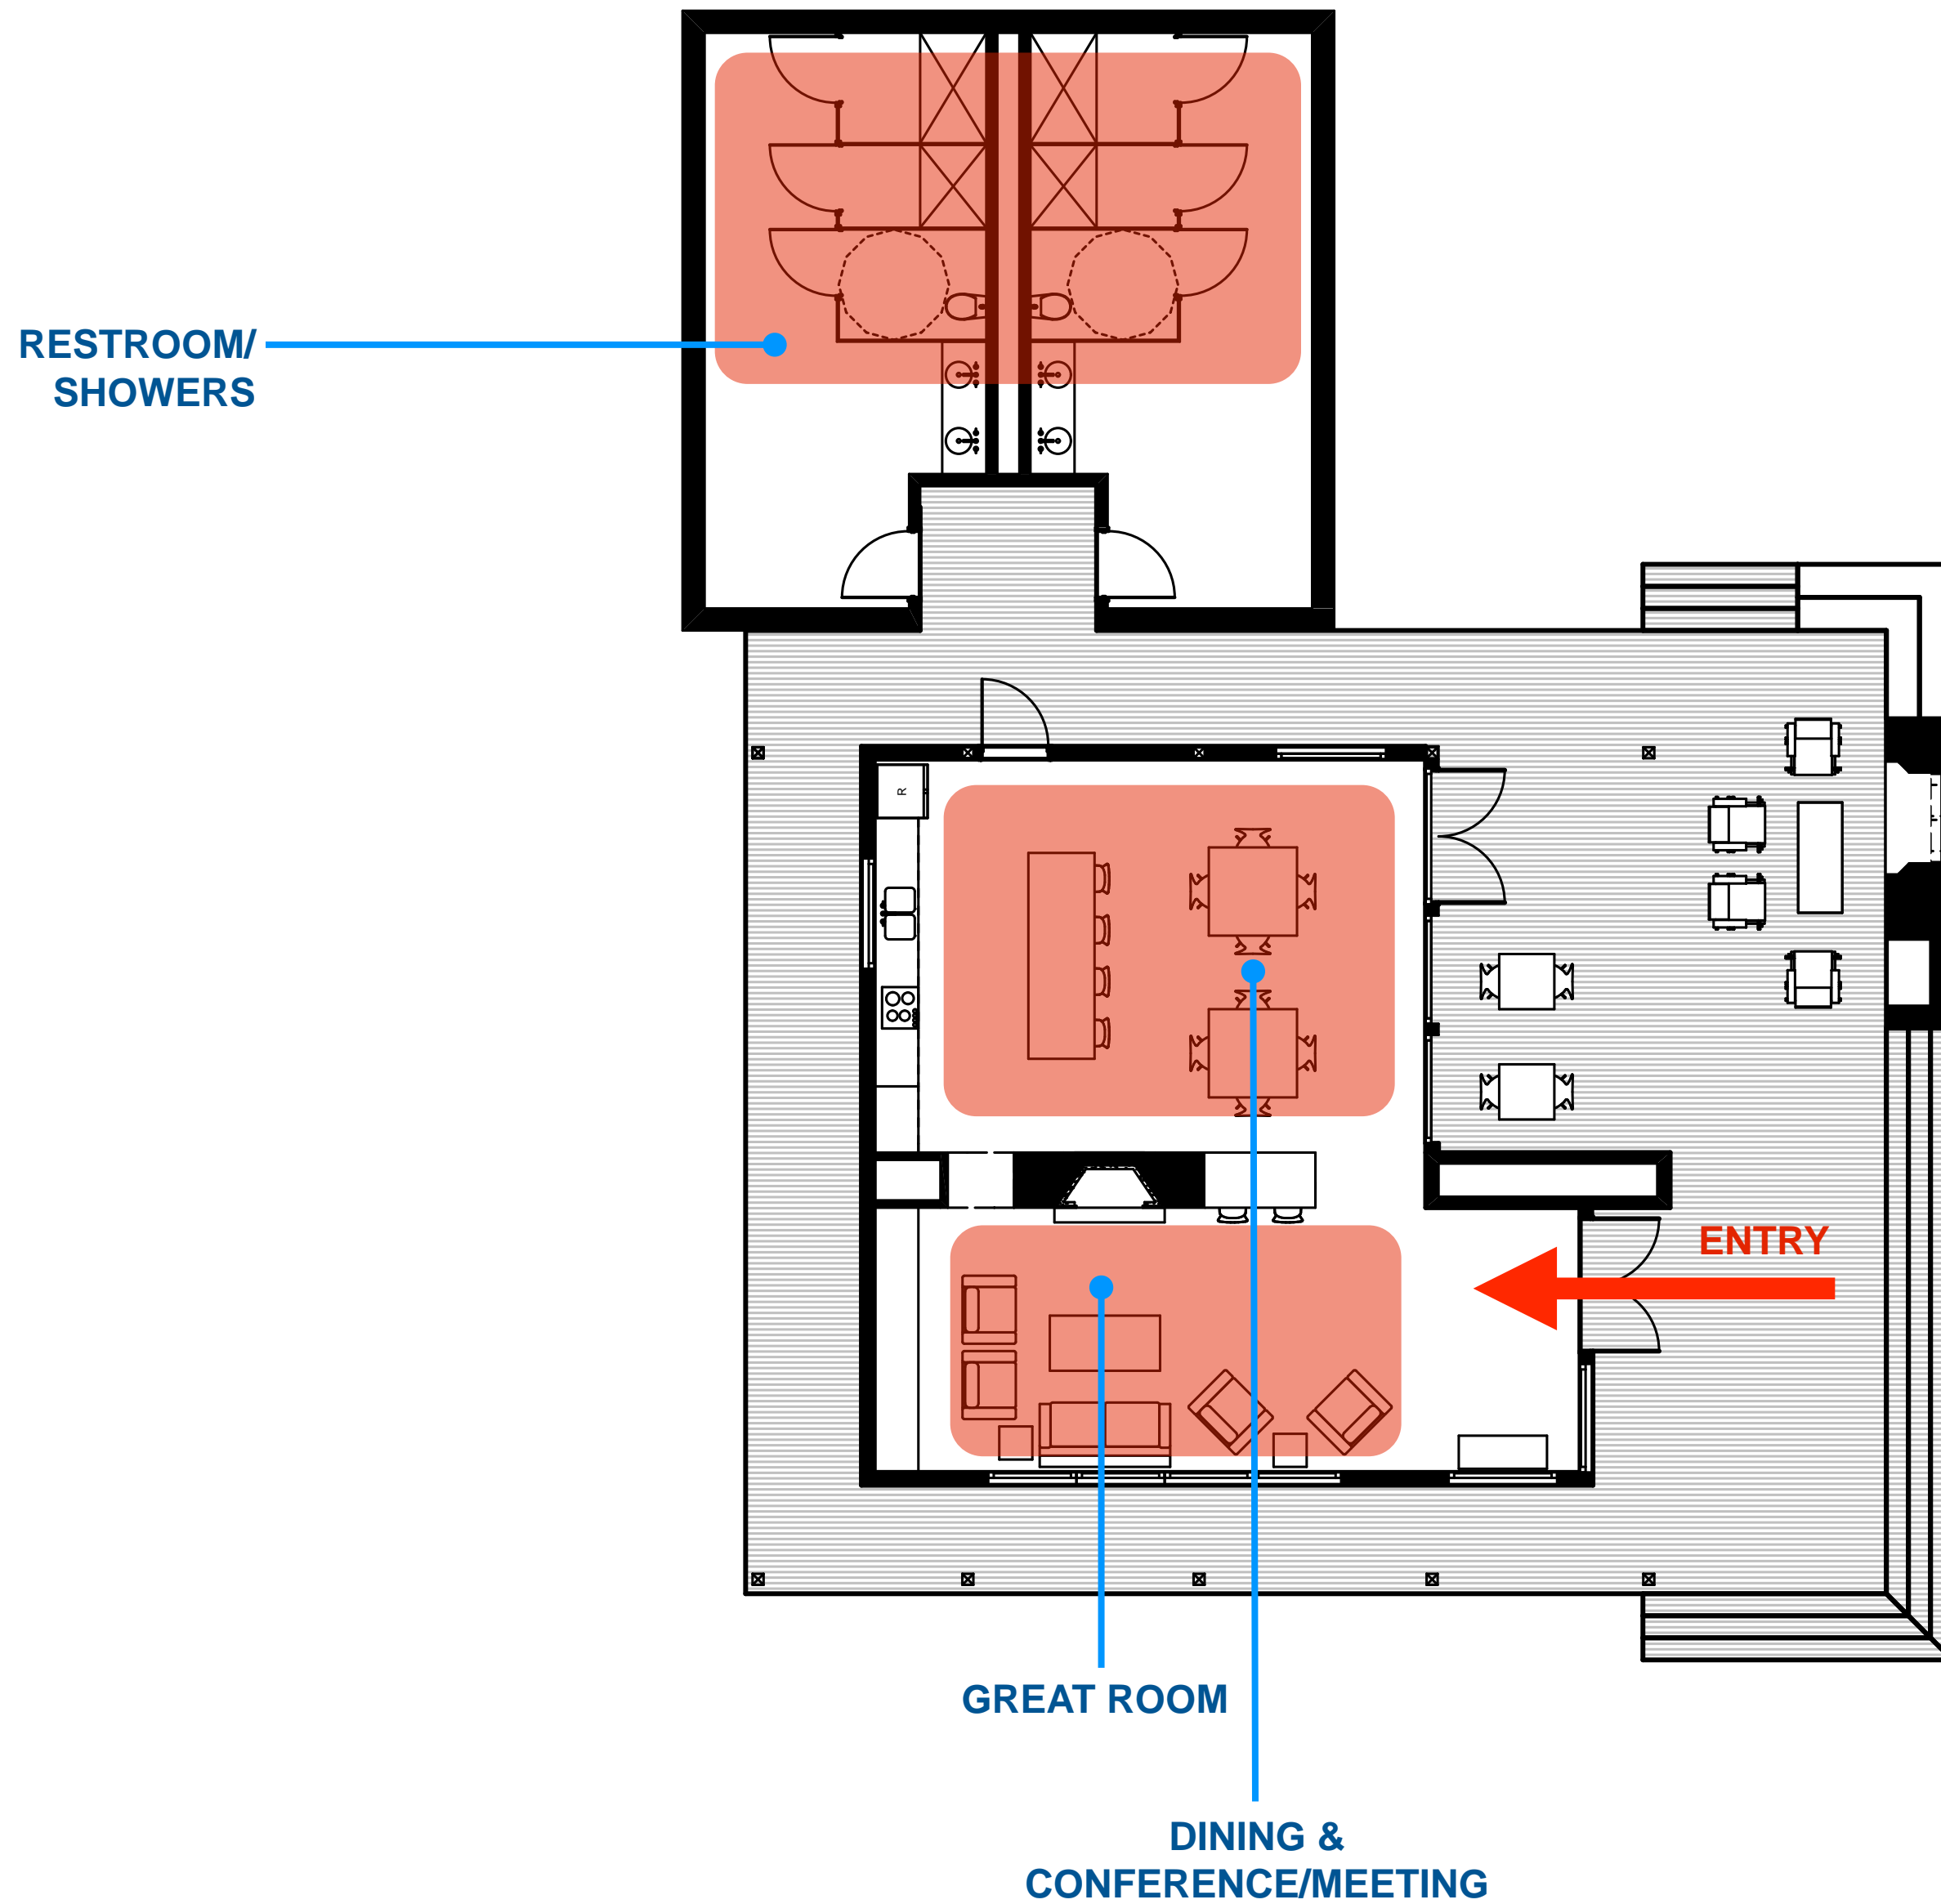 RESTROOM/
SHOWERS
R
ENTRY
GREAT ROOM
DINING &
CONFERENCE/MEETING